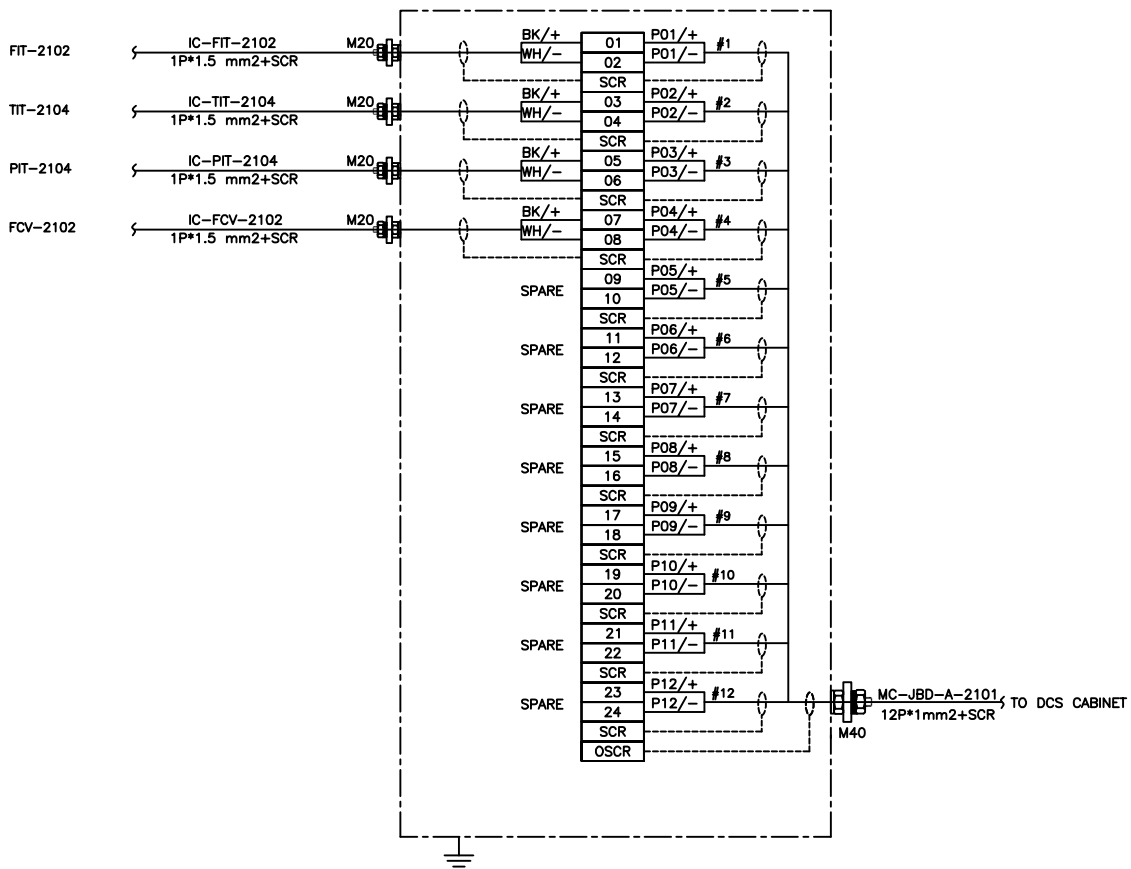 FIT-2102 IC-FIT-2102 M20 BK/+ 01 P01/+ #1
1P*1.5 mm2+SCR WH/- 02 P01/-
SCR
TIT-2104 IC-TIT-2104 M20 BK/+ 03 P02/+ #2
1P*1.5 mm2+SCR WH/- 04 P02/-
SCR
PIT-2104 IC-PIT-2104 M20 BK/+ 05 P03/+ #3
1P*1.5 mm2+SCR WH/- 06 P03/-
SCR
FCV-2102 IC-FCV-2102 M20 BK/+ 07 P04/+ #4
1P*1.5 mm2+SCR WH/- 08 P04/-
SCR
09 P05/+ #5
SPARE 10 P05/-
SCR
11 P06/+ #6
SPARE 12 P06/-
SCR
13 P07/+ #7
SPARE 14 P07/-
SCR
15 P08/+ #8
SPARE 16 P08/-
SCR
17 P09/+ #9
SPARE 18 P09/-
SCR
19 P10/+ #10
SPARE 20 P10/-
SCR
21 P11/+ #11
SPARE 22 P11/-
SCR
23 P12/+ #12 MC-JBD-A-2101
SPARE 24 P12/- 12P*1mm2+SCR TO DCS CABINET
SCR M40
OSCR